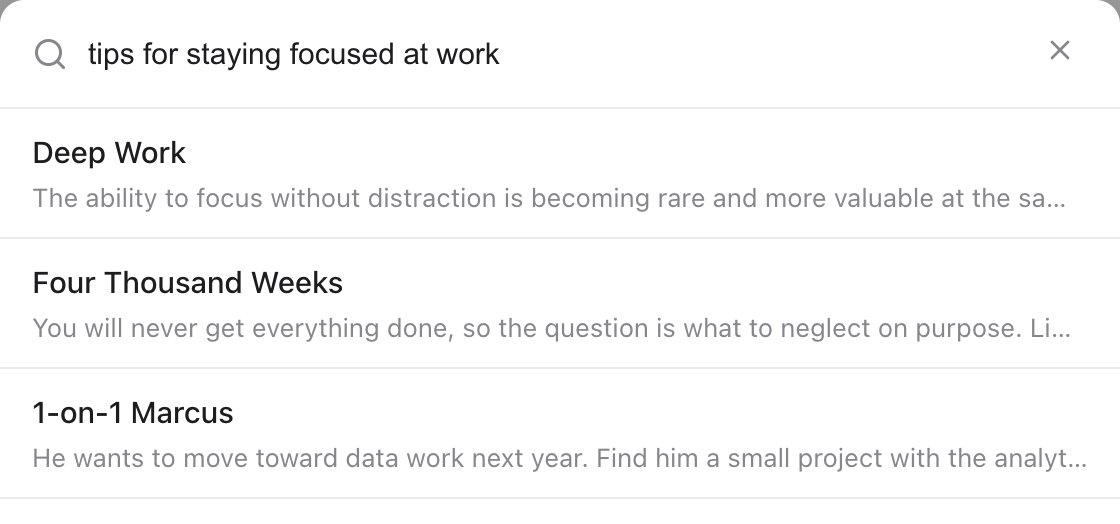 tips for staying focused at work
Deep Work
The ability to focus without distraction is becoming rare and more valuable at the sa...
Four Thousand Weeks
You will never get everything done, so the question is what to neglect on purpose. Li...
1-on-1 Marcus
He wants to move toward data work next year. Find him a small project with the analyt...